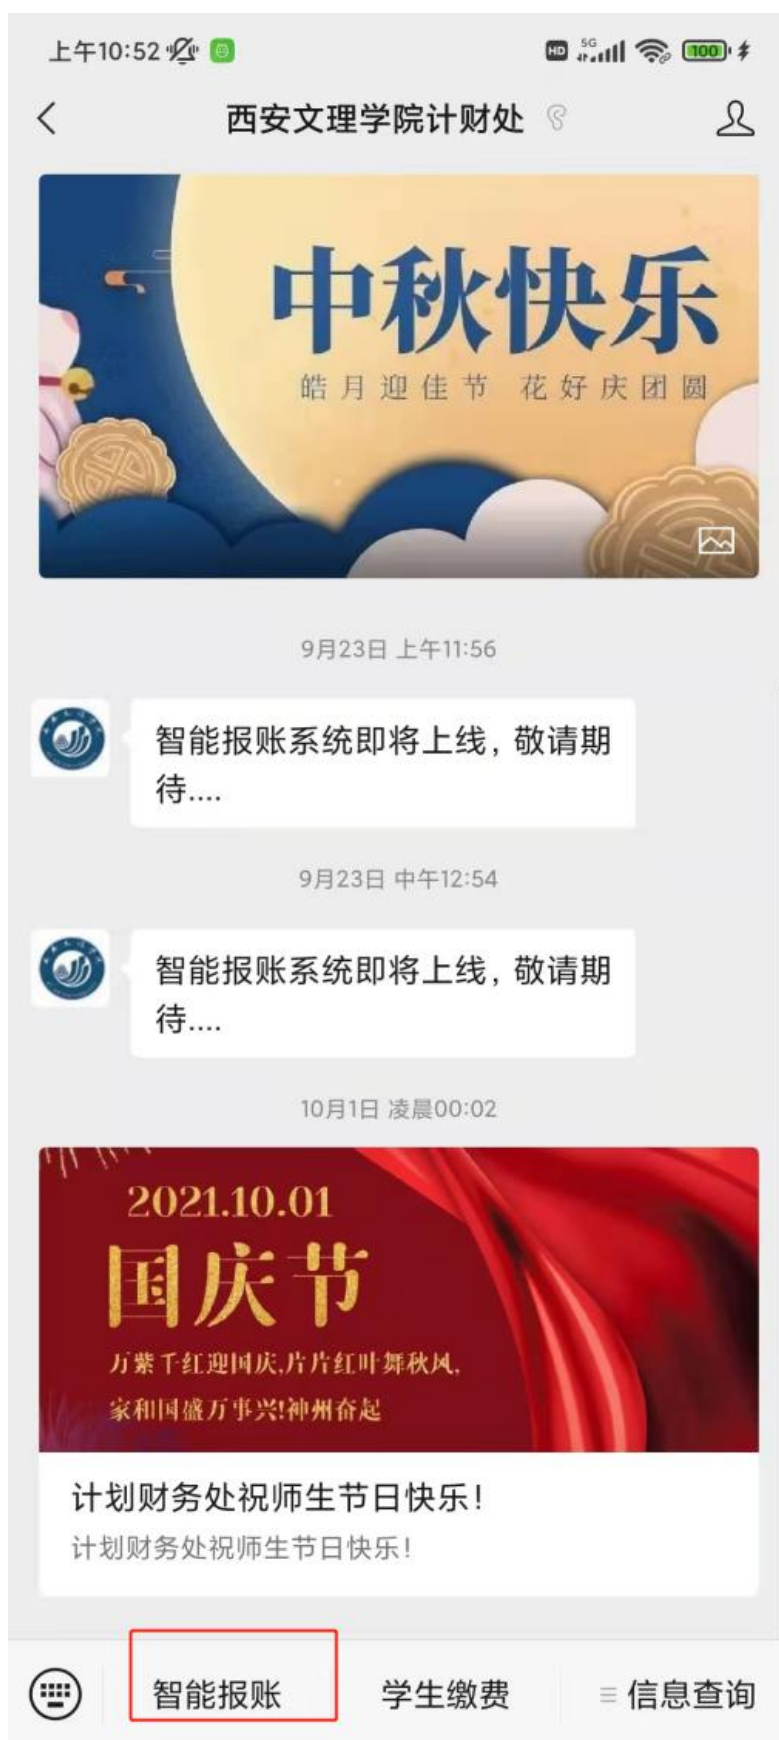 上午10:52
HD 5G 100
西安文理学院计财处
中秋快乐
皓月迎佳节 花好庆团圆
9月23日 上午11:56
智能报账系统即将上线，敬请期
待....
9月23日 中午12:54
智能报账系统即将上线，敬请期
待....
10月1日 凌晨00:02
2021.10.01
国庆节
万紫千红迎国庆,片片红叶舞秋风,
家和国盛万事兴!神州奋起
计划财务处祝师生节日快乐！
计划财务处祝师生节日快乐！
智能报账 学生缴费 信息查询